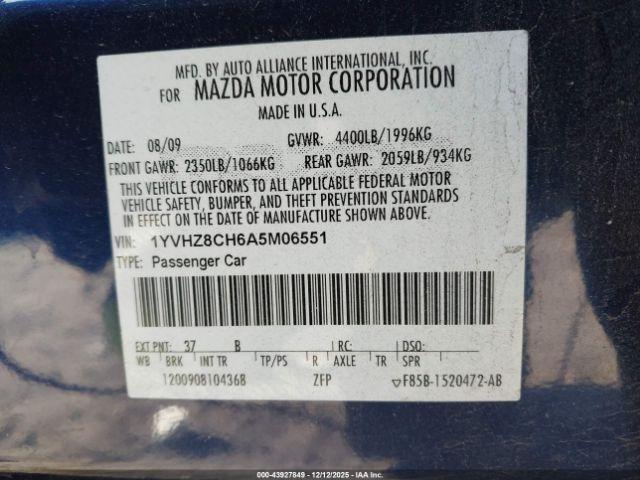 MFD. BY AUTO ALLIANCE INTERNATIONAL, INC.
FOR MAZDA MOTOR CORPORATION
MADE IN U.S.A.
DATE: 08/09 GVWR: 4400LB/1996KG
FRONT GAWR: 2350LB/1066KG REAR GAWR: 2059LB/934KG
THIS VEHICLE CONFORMS TO ALL APPLICABLE FEDERAL MOTOR
VEHICLE SAFETY, BUMPER, AND THEFT PREVENTION STANDARDS
IN EFFECT ON THE DATE OF MANUFACTURE SHOWN ABOVE.
VIN: 1YVHZ8CH6A5M06551
TYPE: Passenger Car
EXT PNT: 37 B RC: DSO:
WB BRK INT TR TP/PS R AXLE TR SPR
120090810436B ZFP F85B-1520472-AB
000-43927849 | 12/12/2025 - IAA Inc.